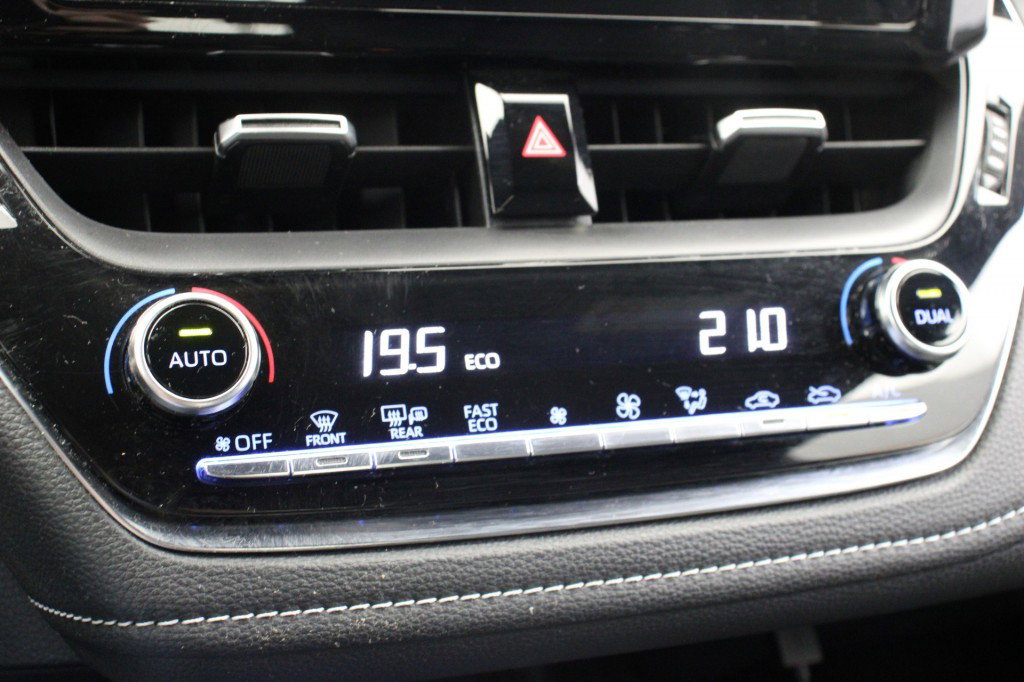 AUTO
19.5 ECO
21.0
DUAL
OFF
FRONT
REAR
FAST
ECO
A/C